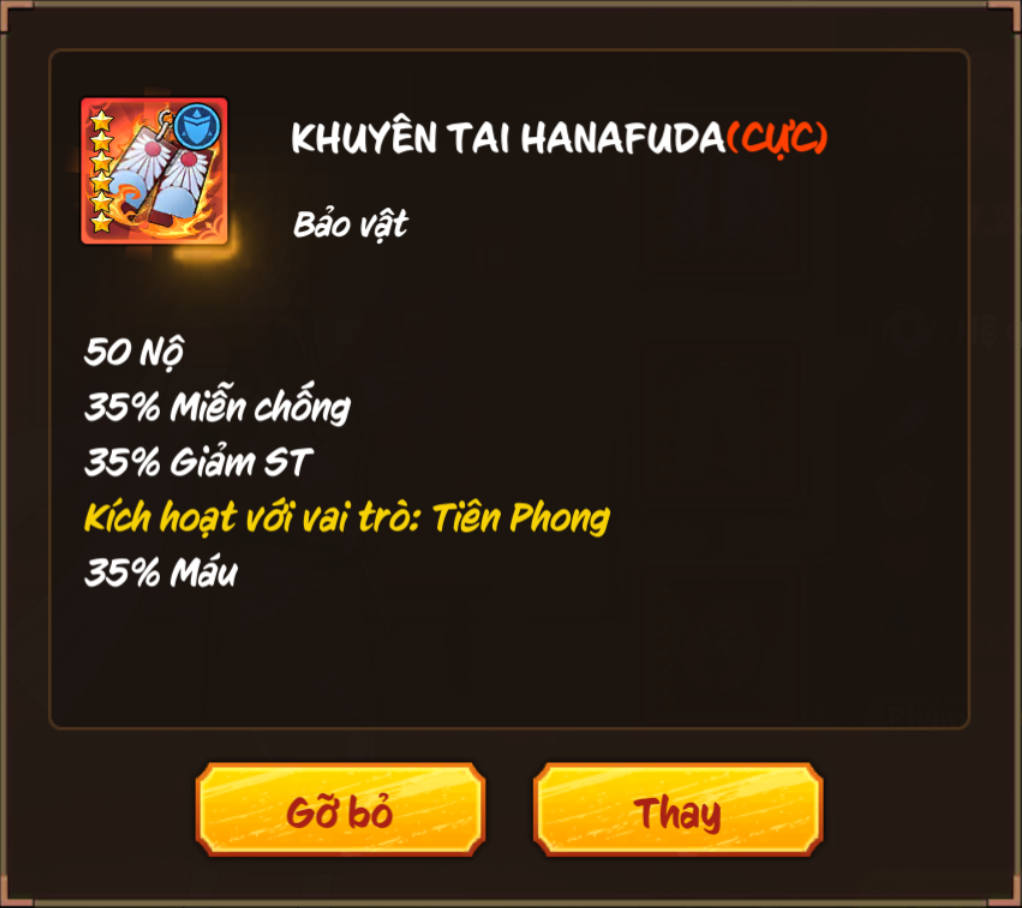 KHUYÊN TAI HANAFUDA(CỰC)
Bảo vật
50 Nộ
35% Miễn chống
35% Giảm ST
Kích hoạt với vai trò: Tiên Phong
35% Máu
Gỡ bỏ
Thay